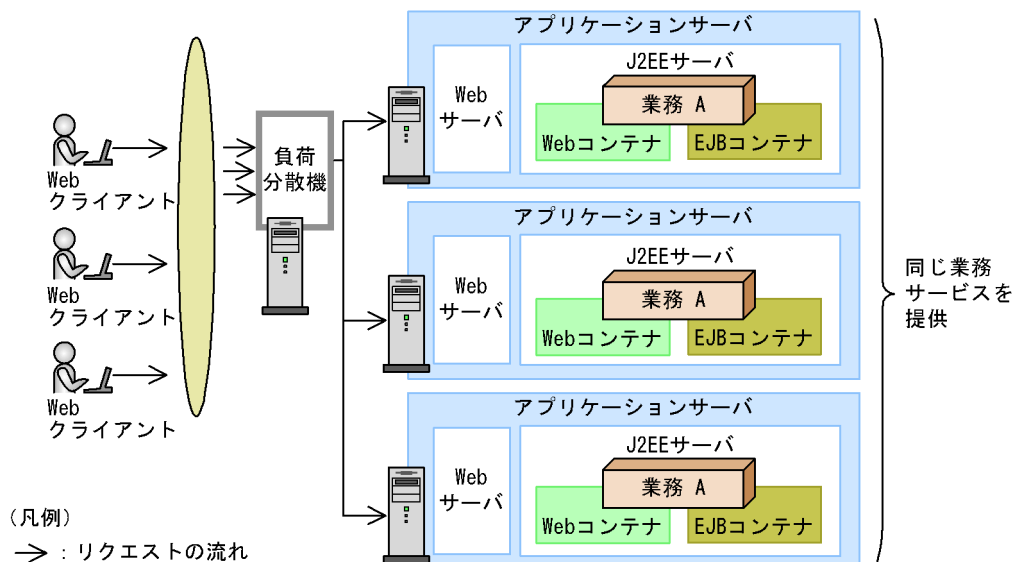 アプリケーションサーバ
Web
サーバ
J2EEサーバ
業務 A
Webコンテナ
EJBコンテナ
Web
クライアント
負荷
分散機
アプリケーションサーバ
Web
サーバ
J2EEサーバ
業務 A
Webコンテナ
EJBコンテナ
Web
クライアント
同じ業務
サービスを
提供
アプリケーションサーバ
Web
サーバ
J2EEサーバ
業務 A
Webコンテナ
EJBコンテナ
Web
クライアント
(凡例)
:リクエストの流れ